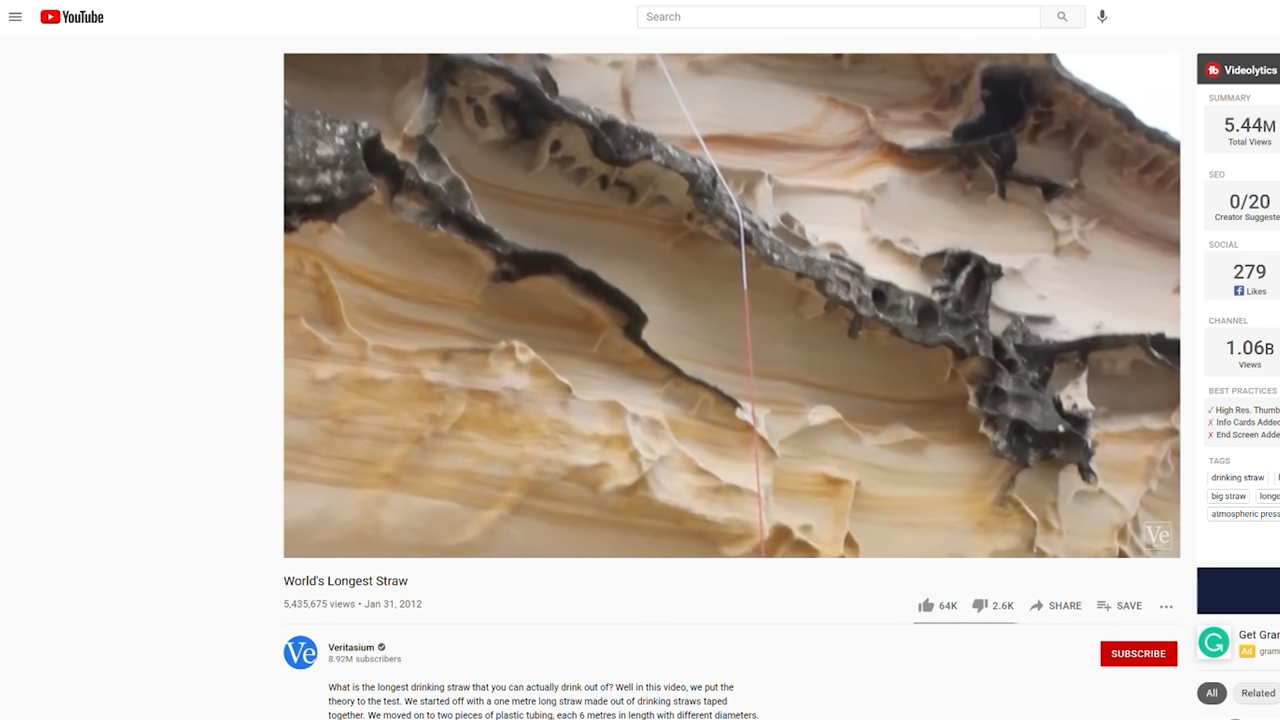 YouTube
Search
Ve
World's Longest Straw
5,435,675 views • Jan 31, 2012
64K
2.6K
SHARE
SAVE
Ve
Veritasium
8.92M subscribers
SUBSCRIBE
What is the longest drinking straw that you can actually drink out of? Well in this video, we put the
theory to the test. We started off with a one metre long straw made out of drinking straws taped
together. We moved on to two pieces of plastic tubing, each 6 metres in length with different diameters.
tb Videolytics
SUMMARY
5.44M
Total Views
SEO
0/20
Creator Suggeste
SOCIAL
279
f Likes
CHANNEL
1.06B
Views
BEST PRACTICES
✓ High Res. Thumb
✗ Info Cards Added
✗ End Screen Adde
TAGS
drinking straw
big straw longe
atmospheric press
G
Get Gran
Ad gram
All Related